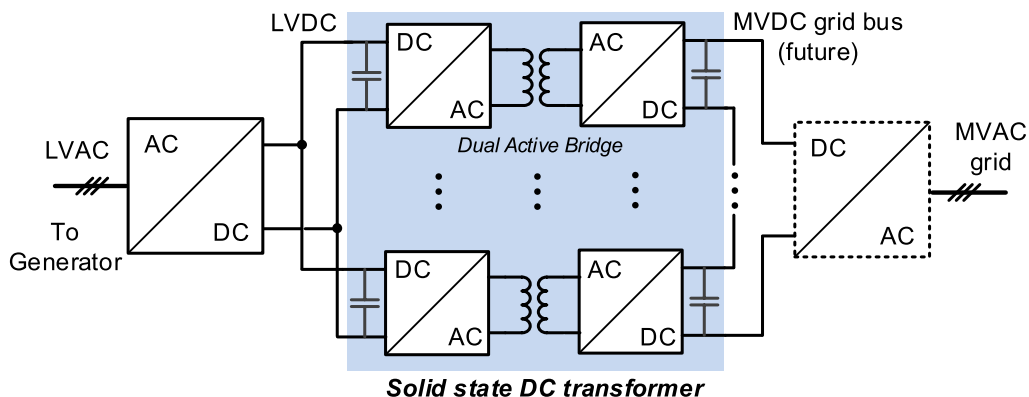 LVDC
MVDC grid bus
(future)
DC
AC
AC
DC
Dual Active Bridge
LVAC
AC
DC
To
Generator
DC
AC
MVAC
grid
DC
AC
AC
DC
Solid state DC transformer